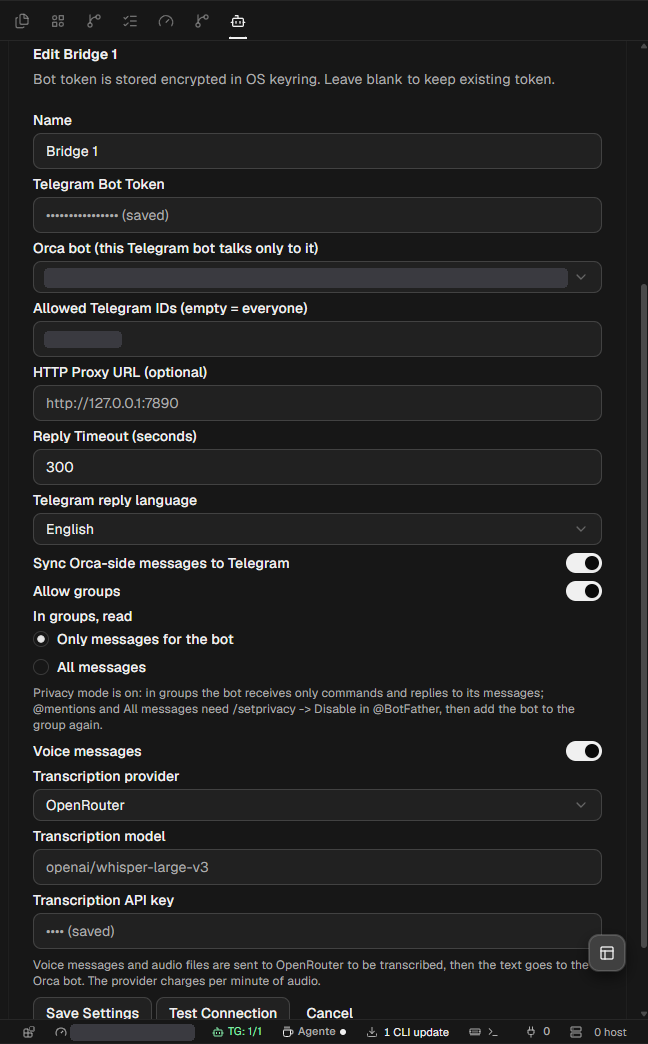 Edit Bridge 1
Bot token is stored encrypted in OS keyring. Leave blank to keep existing token.
Name
Bridge 1
Telegram Bot Token
•••••••••••••••• (saved)
Orca bot (this Telegram bot talks only to it)
Allowed Telegram IDs (empty = everyone)
HTTP Proxy URL (optional)
http://127.0.0.1:7890
Reply Timeout (seconds)
300
Telegram reply language
English
Sync Orca-side messages to Telegram
Allow groups
In groups, read
Only messages for the bot
All messages
Privacy mode is on: in groups the bot receives only commands and replies to its messages;
@mentions and All messages need /setprivacy -> Disable in @BotFather, then add the bot to the
group again.
Voice messages
Transcription provider
OpenRouter
Transcription model
openai/whisper-large-v3
Transcription API key
•••• (saved)
Voice messages and audio files are sent to OpenRouter to be transcribed, then the text goes to the
Orca bot. The provider charges per minute of audio.
Save Settings Test Connection Cancel
TG: 1/1 Agente 1 CLI update 0 0 host